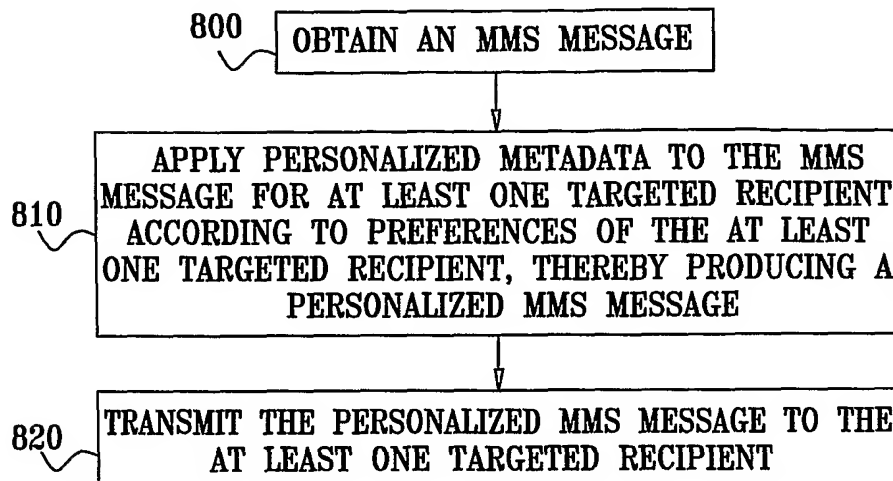 800
OBTAIN AN MMS MESSAGE
810
APPLY PERSONALIZED METADATA TO THE MMS
MESSAGE FOR AT LEAST ONE TARGETED RECIPIENT
ACCORDING TO PREFERENCES OF THE AT LEAST
ONE TARGETED RECIPIENT, THEREBY PRODUCING A
PERSONALIZED MMS MESSAGE
820
TRANSMIT THE PERSONALIZED MMS MESSAGE TO THE
AT LEAST ONE TARGETED RECIPIENT